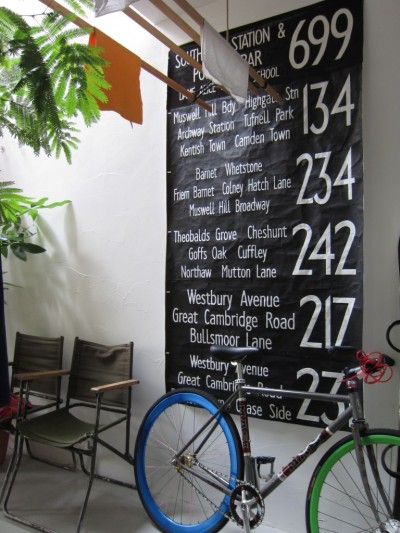 STATION &
699
BAR
SCHOOL
Muswell Hill Bdy Highgate Stn
Archway Station Tufnell Park
Kentish Town Camden Town
134
Barnet Whetstone
Friern Barnet Colney Hatch Lane
Muswell Hill Broadway
234
Theobalds Grove Cheshunt
Goffs Oak Cuffley
Northaw Mutton Lane
242
Westbury Avenue
Great Cambridge Road
Bullsmoor Lane
217
Westbury Avenue
Great Cambridge Road
Chase Side